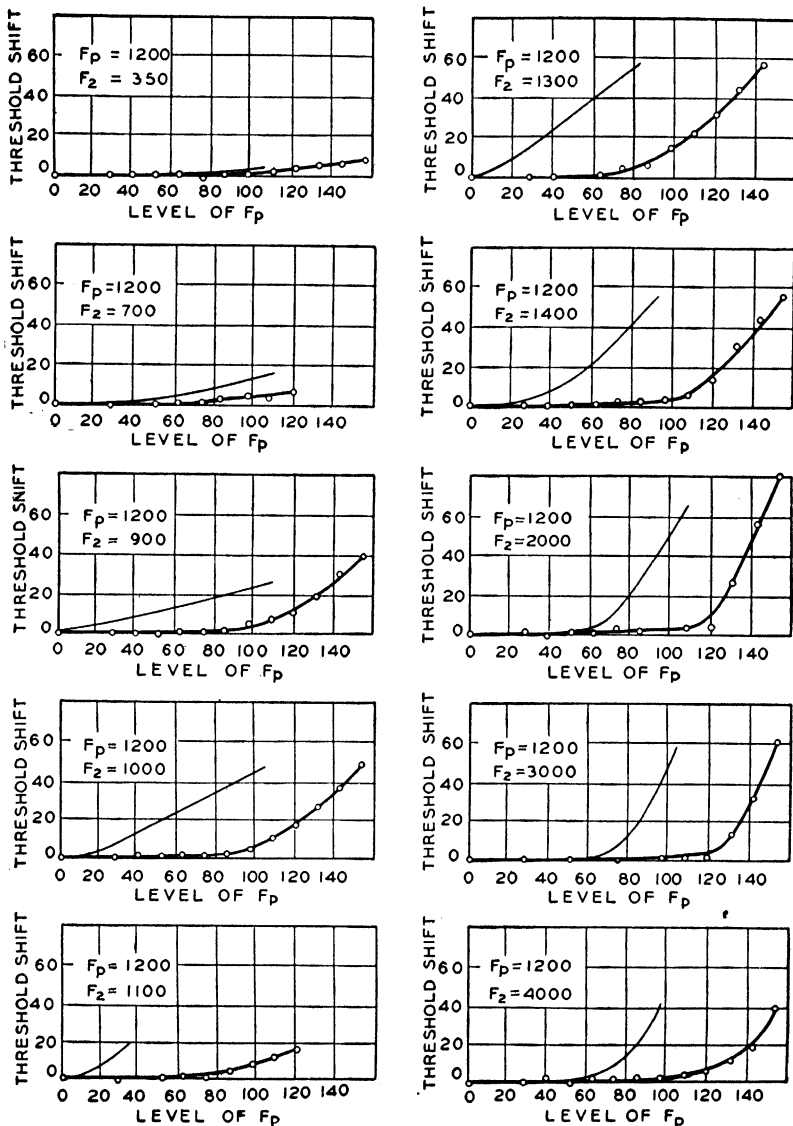 THRESHOLD SHIFT
60
40
20
0
Fp = 1200
F2 = 350
0 20 40 60 80 100 120 140
LEVEL OF Fp
THRESHOLD SHIFT
60
40
20
0
Fp = 1200
F2 = 1300
0 20 40 60 80 100 120 140
LEVEL OF Fp
THRESHOLD SHIFT
60
40
20
0
Fp = 1200
F2 = 700
0 20 40 60 80 100 120 140
LEVEL OF Fp
THRESHOLD SHIFT
60
40
20
0
Fp = 1200
F2 = 1400
0 20 40 60 80 100 120 140
LEVEL OF Fp
THRESHOLD SNIFT
60
40
20
0
Fp = 1200
F2 = 900
0 20 40 60 80 100 120 140
LEVEL OF Fp
THRESHOLD SHIFT
60
40
20
0
Fp = 1200
F2 = 2000
0 20 40 60 80 100 120 140
LEVEL OF Fp
THRESHOLD SHIFT
60
40
20
0
Fp = 1200
F2 = 1000
0 20 40 60 80 100 120 140
LEVEL OF Fp
THRESHOLD SHIFT
60
40
20
0
Fp = 1200
F2 = 3000
0 20 40 60 80 100 120 140
LEVEL OF Fp
THRESHOLD SHIFT
60
40
20
0
Fp = 1200
F2 = 1100
0 20 40 60 80 100 120 140
LEVEL OF Fp
THRESHOLD SHIFT
60
40
20
0
Fp = 1200
F2 = 4000
0 20 40 60 80 100 120 140
LEVEL OF Fp